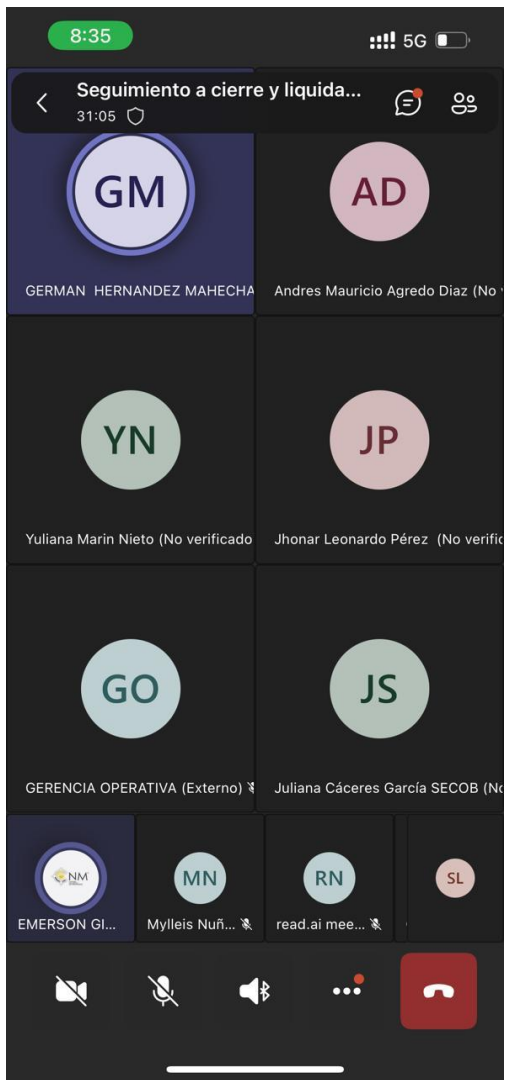 8:35
5G
Seguimiento a cierre y liquida...
31:05
GM
AD
GERMAN HERNANDEZ MAHECHA
Andres Mauricio Agredo Diaz (No
YN
JP
Yuliana Marin Nieto (No verificado
Jhonar Leonardo Pérez (No verific
GO
JS
GERENCIA OPERATIVA (Externo)
Juliana Cáceres García SECOB (No
NM
MN
RN
SL
EMERSON GI...
Mylleis Nuñ...
read.ai mee...